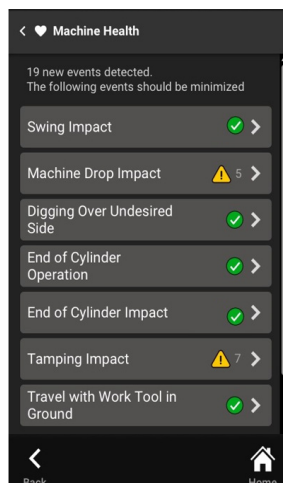 Machine Health
19 new events detected.
The following events should be minimized
Swing Impact
Machine Drop Impact 5
Digging Over Undesired
Side
End of Cylinder
Operation
End of Cylinder Impact
Tamping Impact 7
Travel with Work Tool in
Ground
Back Home